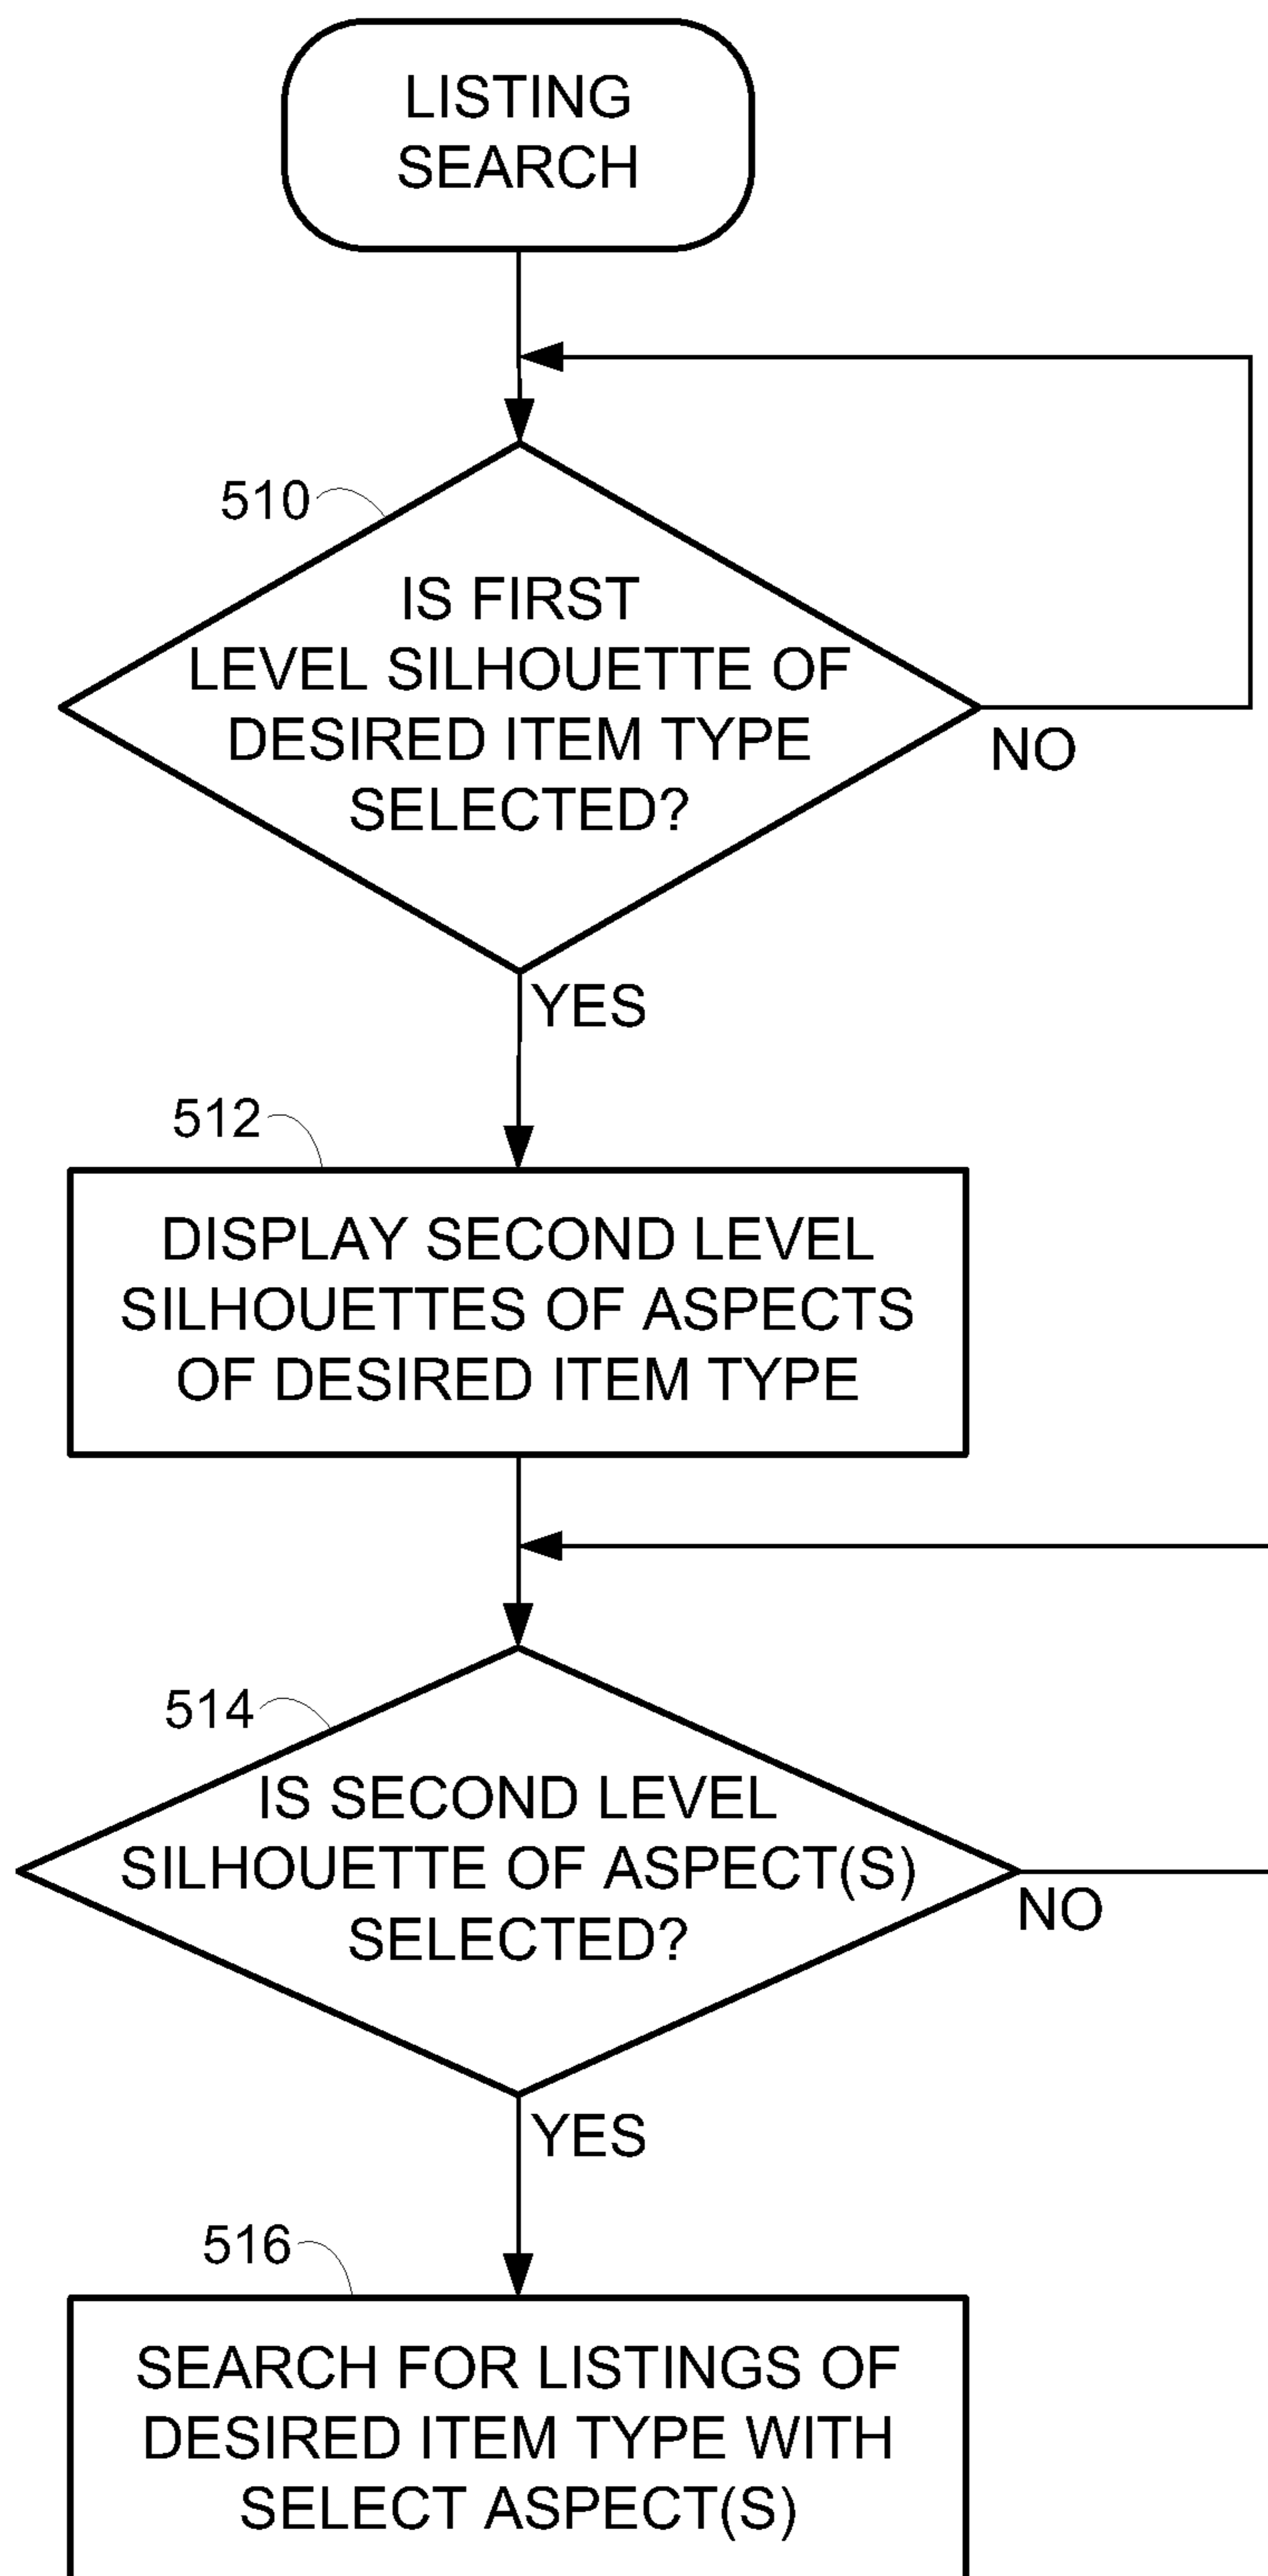 LISTING
SEARCH
510
IS FIRST
LEVEL SILHOUETTE OF
DESIRED ITEM TYPE
SELECTED?
NO
YES
512
DISPLAY SECOND LEVEL
SILHOUETTES OF ASPECTS
OF DESIRED ITEM TYPE
514
IS SECOND LEVEL
SILHOUETTE OF ASPECT(S)
SELECTED?
NO
YES
516
SEARCH FOR LISTINGS OF
DESIRED ITEM TYPE WITH
SELECT ASPECT(S)